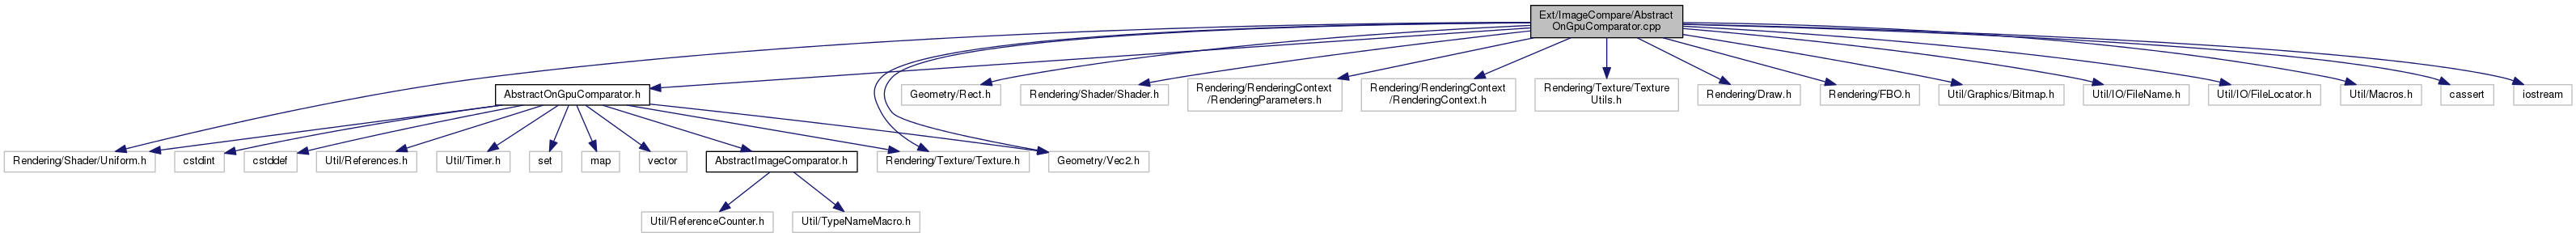 Ext/ImageCompare/Abstract
OnGpuComparator.cpp
AbstractOnGpuComparator.h
Geometry/Rect.h
Rendering/Shader/Shader.h
Rendering/RenderingContext
/RenderingParameters.h
Rendering/RenderingContext
/RenderingContext.h
Rendering/Texture/Texture
Utils.h
Rendering/Draw.h
Rendering/FBO.h
Util/Graphics/Bitmap.h
Util/IO/FileName.h
Util/IO/FileLocator.h
Util/Macros.h
cassert
iostream
Rendering/Shader/Uniform.h
cstdint
cstddef
Util/References.h
Util/Timer.h
set
map
vector
AbstractImageComparator.h
Rendering/Texture/Texture.h
Geometry/Vec2.h
Util/ReferenceCounter.h
Util/TypeNameMacro.h